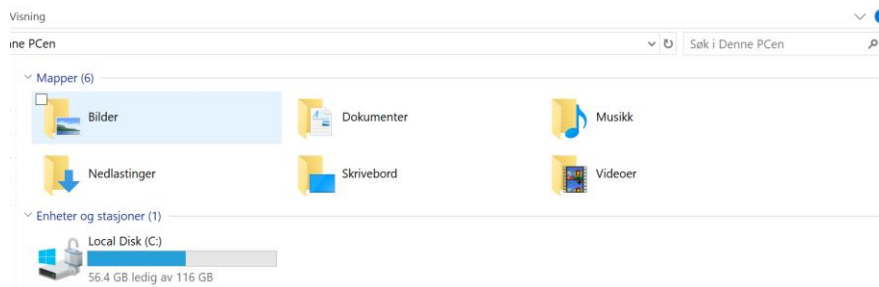 Visning
nne PCen
Søk i Denne PCen
Mapper (6)
Bilder
Dokumenter
Musikk
Nedlastinger
Skrivebord
Videoer
Enheter og stasjoner (1)
Local Disk (C:)
56.4 GB ledig av 116 GB